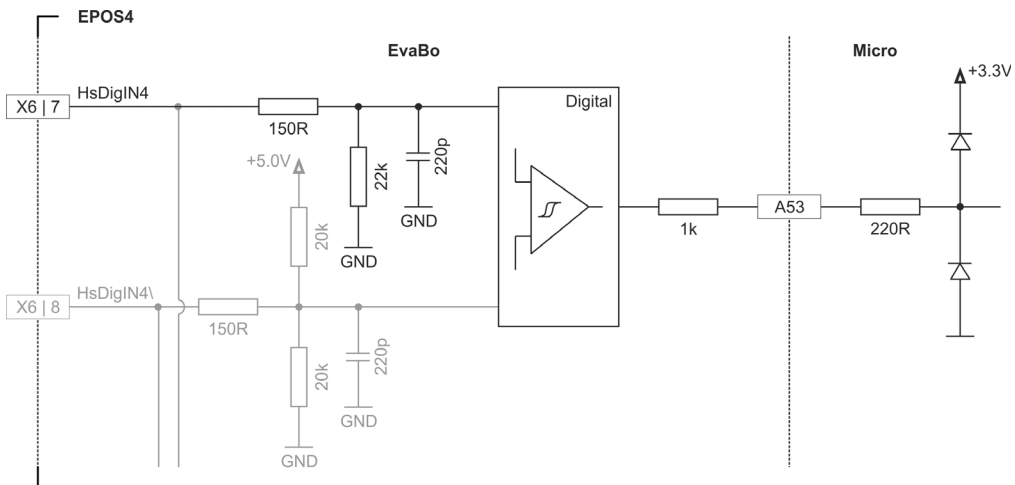 EPOS4
EvaBo
Micro
X6 | 7
HsDigIN4
150R
22k
220p
GND
GND
Digital
+3.3V
+5.0V
20k
1k
A53
220R
X6 | 8
HsDigIN4\
150R
20k
220p
GND
GND